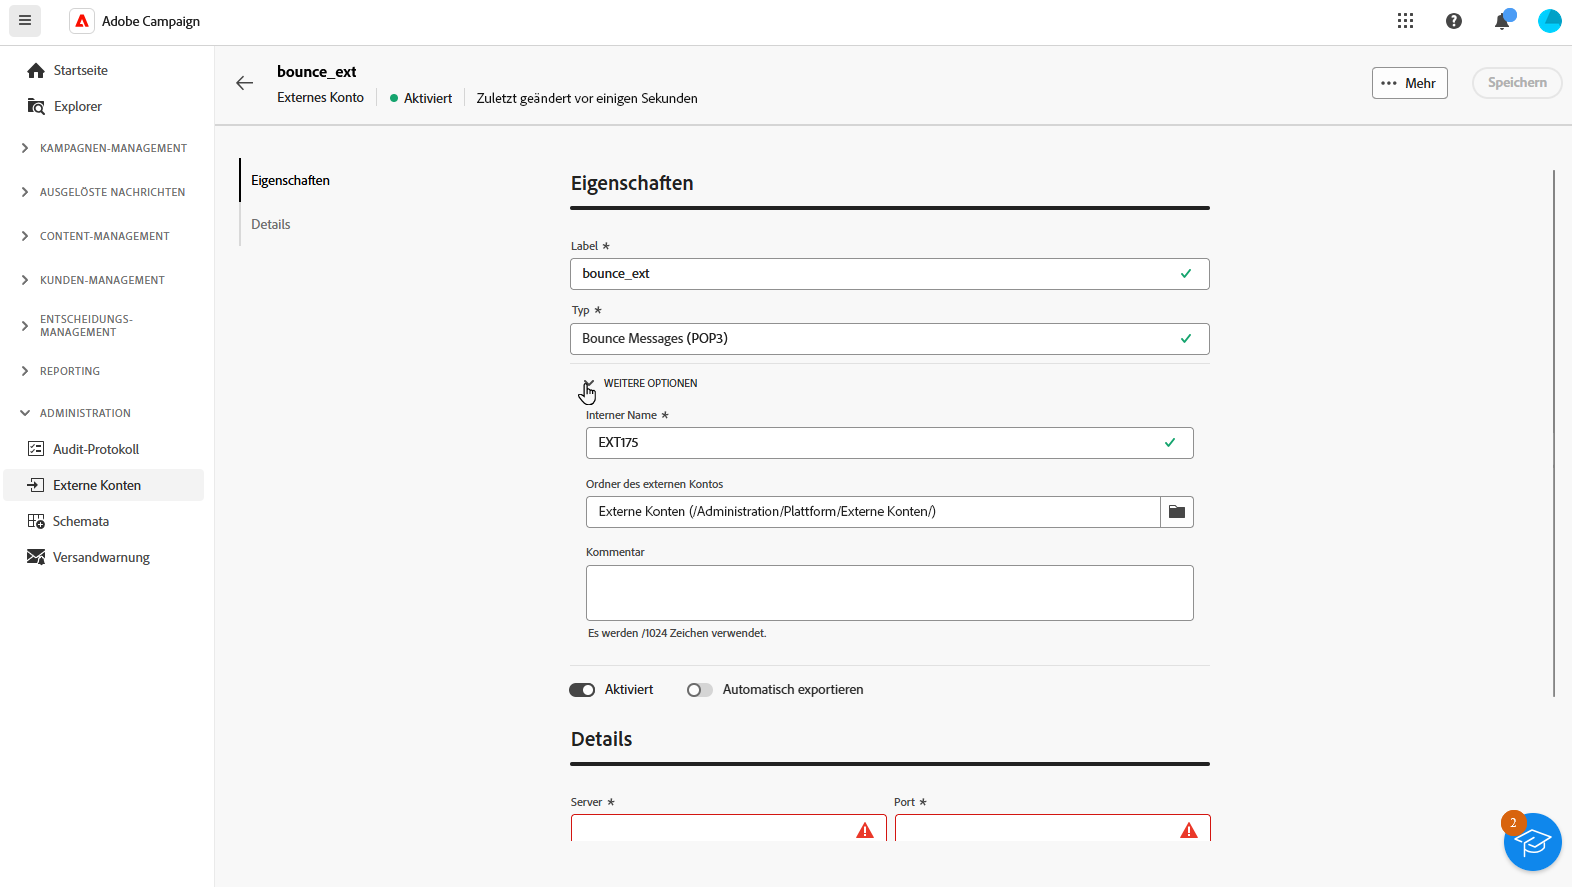 Adobe Campaign
Startseite
Explorer
KAMPAGNEN-MANAGEMENT
AUSGELÖSTE NACHRICHTEN
CONTENT-MANAGEMENT
KUNDEN-MANAGEMENT
ENTSCHEIDUNGS-
MANAGEMENT
REPORTING
ADMINISTRATION
Audit-Protokoll
Externe Konten
Schemata
Versandwarnung
bounce_ext
Externes Konto
Aktiviert
Zuletzt geändert vor einigen Sekunden
Mehr
Speichern
Eigenschaften
Details
Eigenschaften
Label *
bounce_ext
Typ *
Bounce Messages (POP3)
WEITERE OPTIONEN
Interner Name *
EXT175
Ordner des externen Kontos
Externe Konten (/Administration/Plattform/Externe Konten/)
Kommentar
Es werden /1024 Zeichen verwendet.
Aktiviert
Automatisch exportieren
Details
Server *
Port *
2